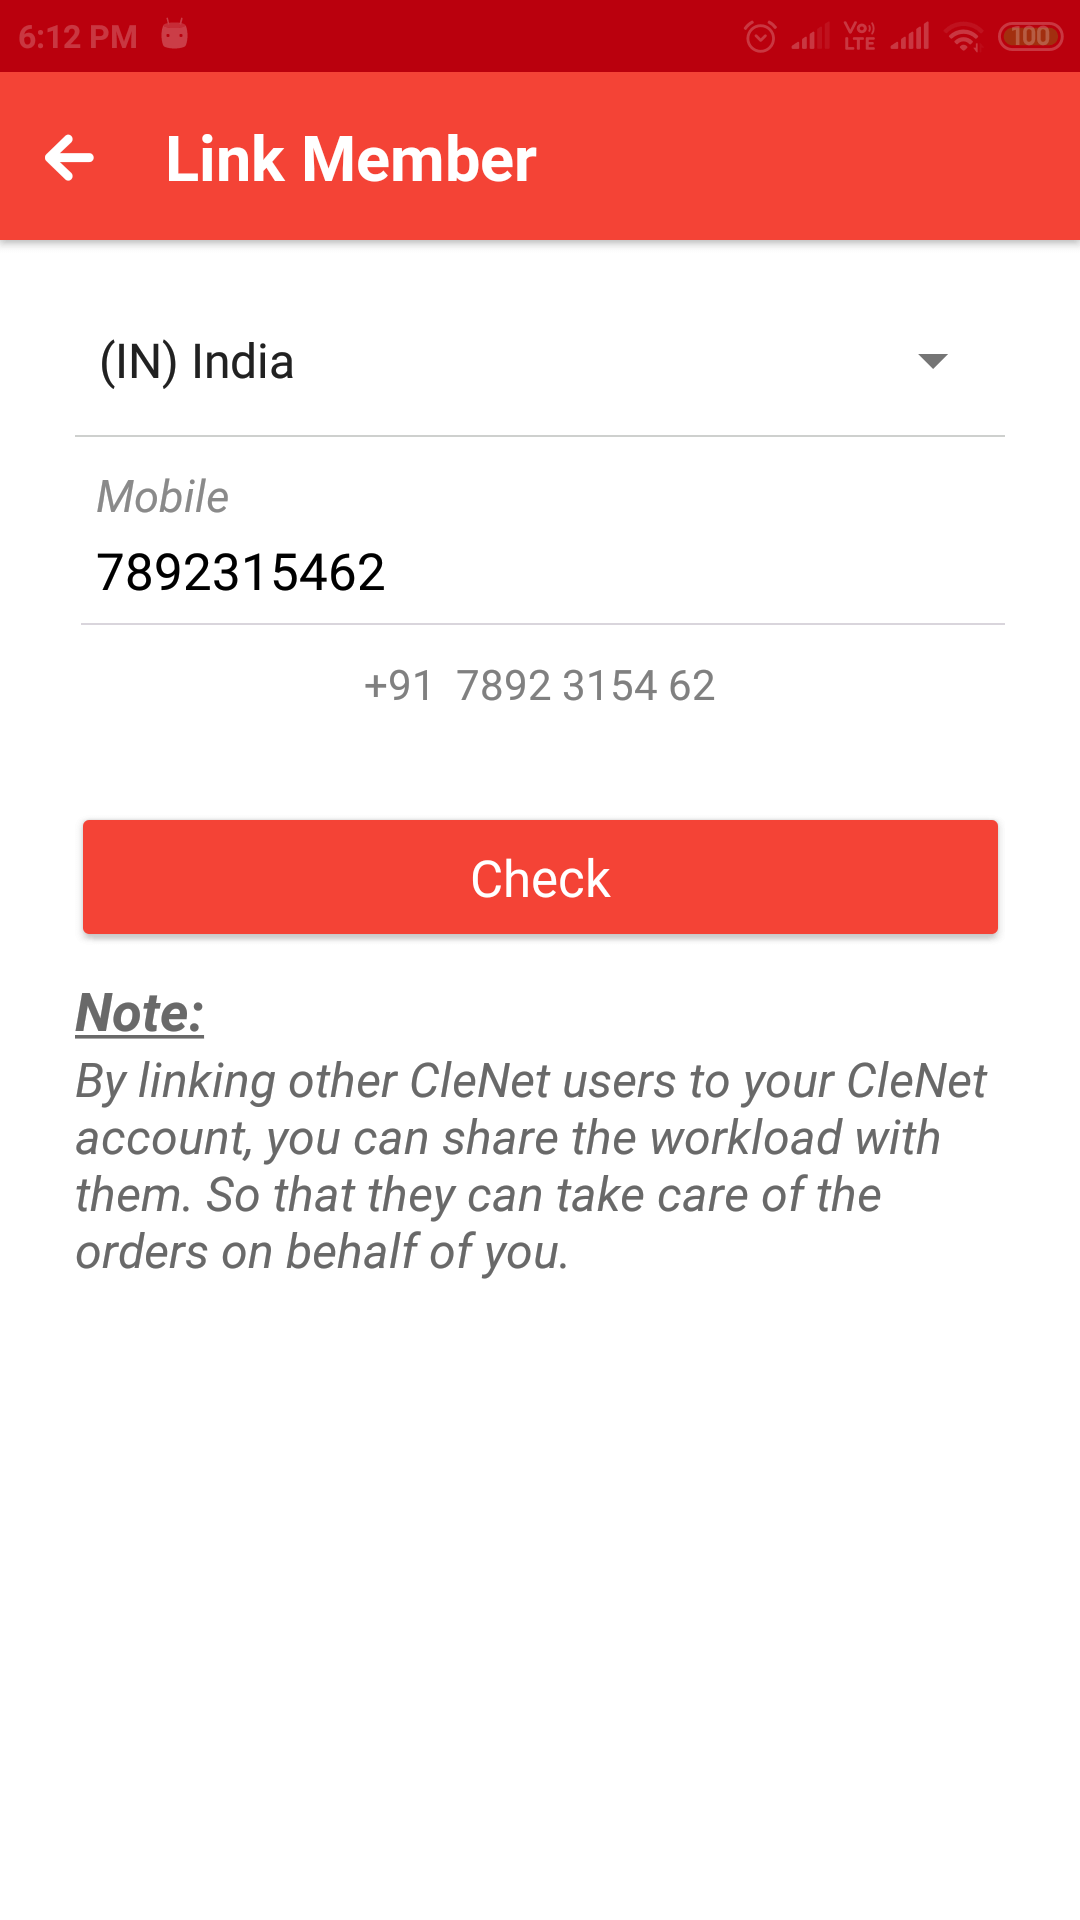 6:12 PM VoLTE 100
Link Member
(IN) India
Mobile
7892315462
+91 7892 3154 62
Check
Note:
By linking other CleNet users to your CleNet
account, you can share the workload with
them. So that they can take care of the
orders on behalf of you.